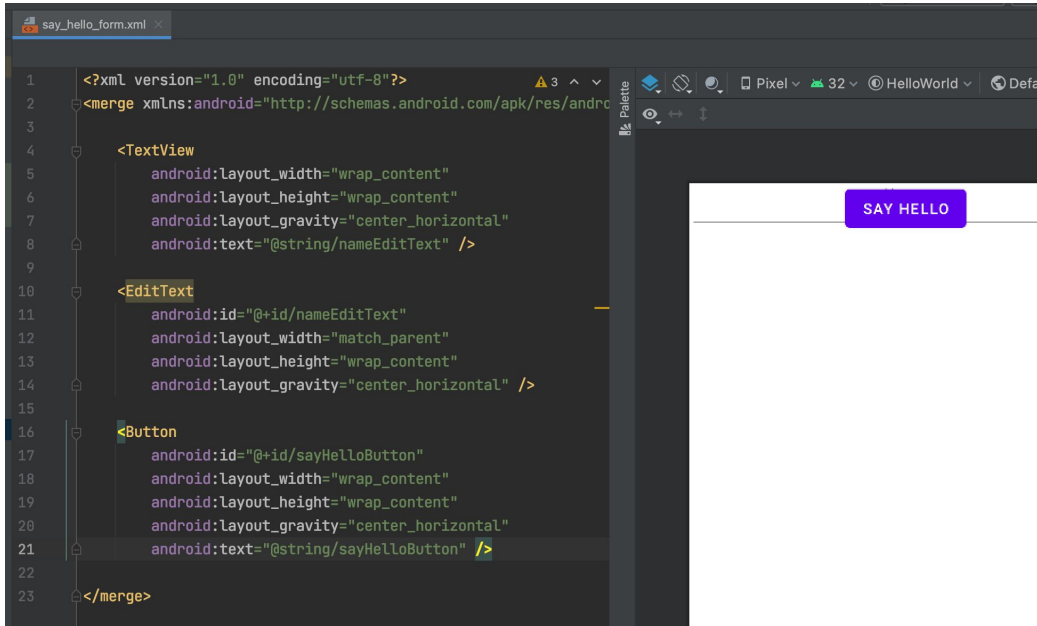 say_hello_form.xml
1 <?xml version="1.0" encoding="utf-8"?>
3
2 <merge xmlns:android="http://schemas.android.com/apk/res/andro
3
4 <TextView
5 android:layout_width="wrap_content"
6 android:layout_height="wrap_content"
7 android:layout_gravity="center_horizontal"
8 android:text="@string/nameEditText" />
9
10 <EditText
11 android:id="@+id/nameEditText"
12 android:layout_width="match_parent"
13 android:layout_height="wrap_content"
14 android:layout_gravity="center_horizontal" />
15
16 <Button
17 android:id="@+id/sayHelloButton"
18 android:layout_width="wrap_content"
19 android:layout_height="wrap_content"
20 android:layout_gravity="center_horizontal"
21 android:text="@string/sayHelloButton" />
22
23 </merge>
Palette
Pixel 32 HelloWorld Defa
SAY HELLO